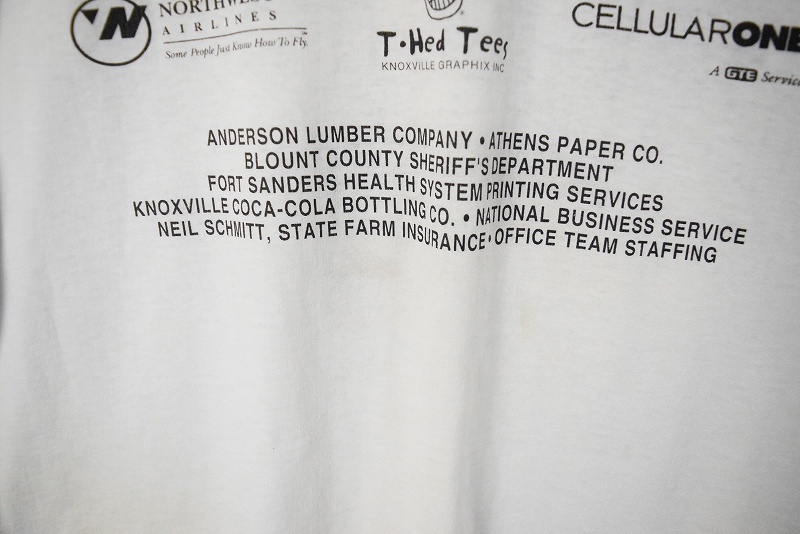 NORTHWEST
AIRLINES
Some People Just Know How To Fly.
T·Hed Tees
KNOXVILLE GRAPHIX INC
CELLULARONE
A GTE Service
ANDERSON LUMBER COMPANY • ATHENS PAPER CO.
BLOUNT COUNTY SHERIFF'S DEPARTMENT
FORT SANDERS HEALTH SYSTEM PRINTING SERVICES
KNOXVILLE COCA-COLA BOTTLING CO. • NATIONAL BUSINESS SERVICE
NEIL SCHMITT, STATE FARM INSURANCE • OFFICE TEAM STAFFING